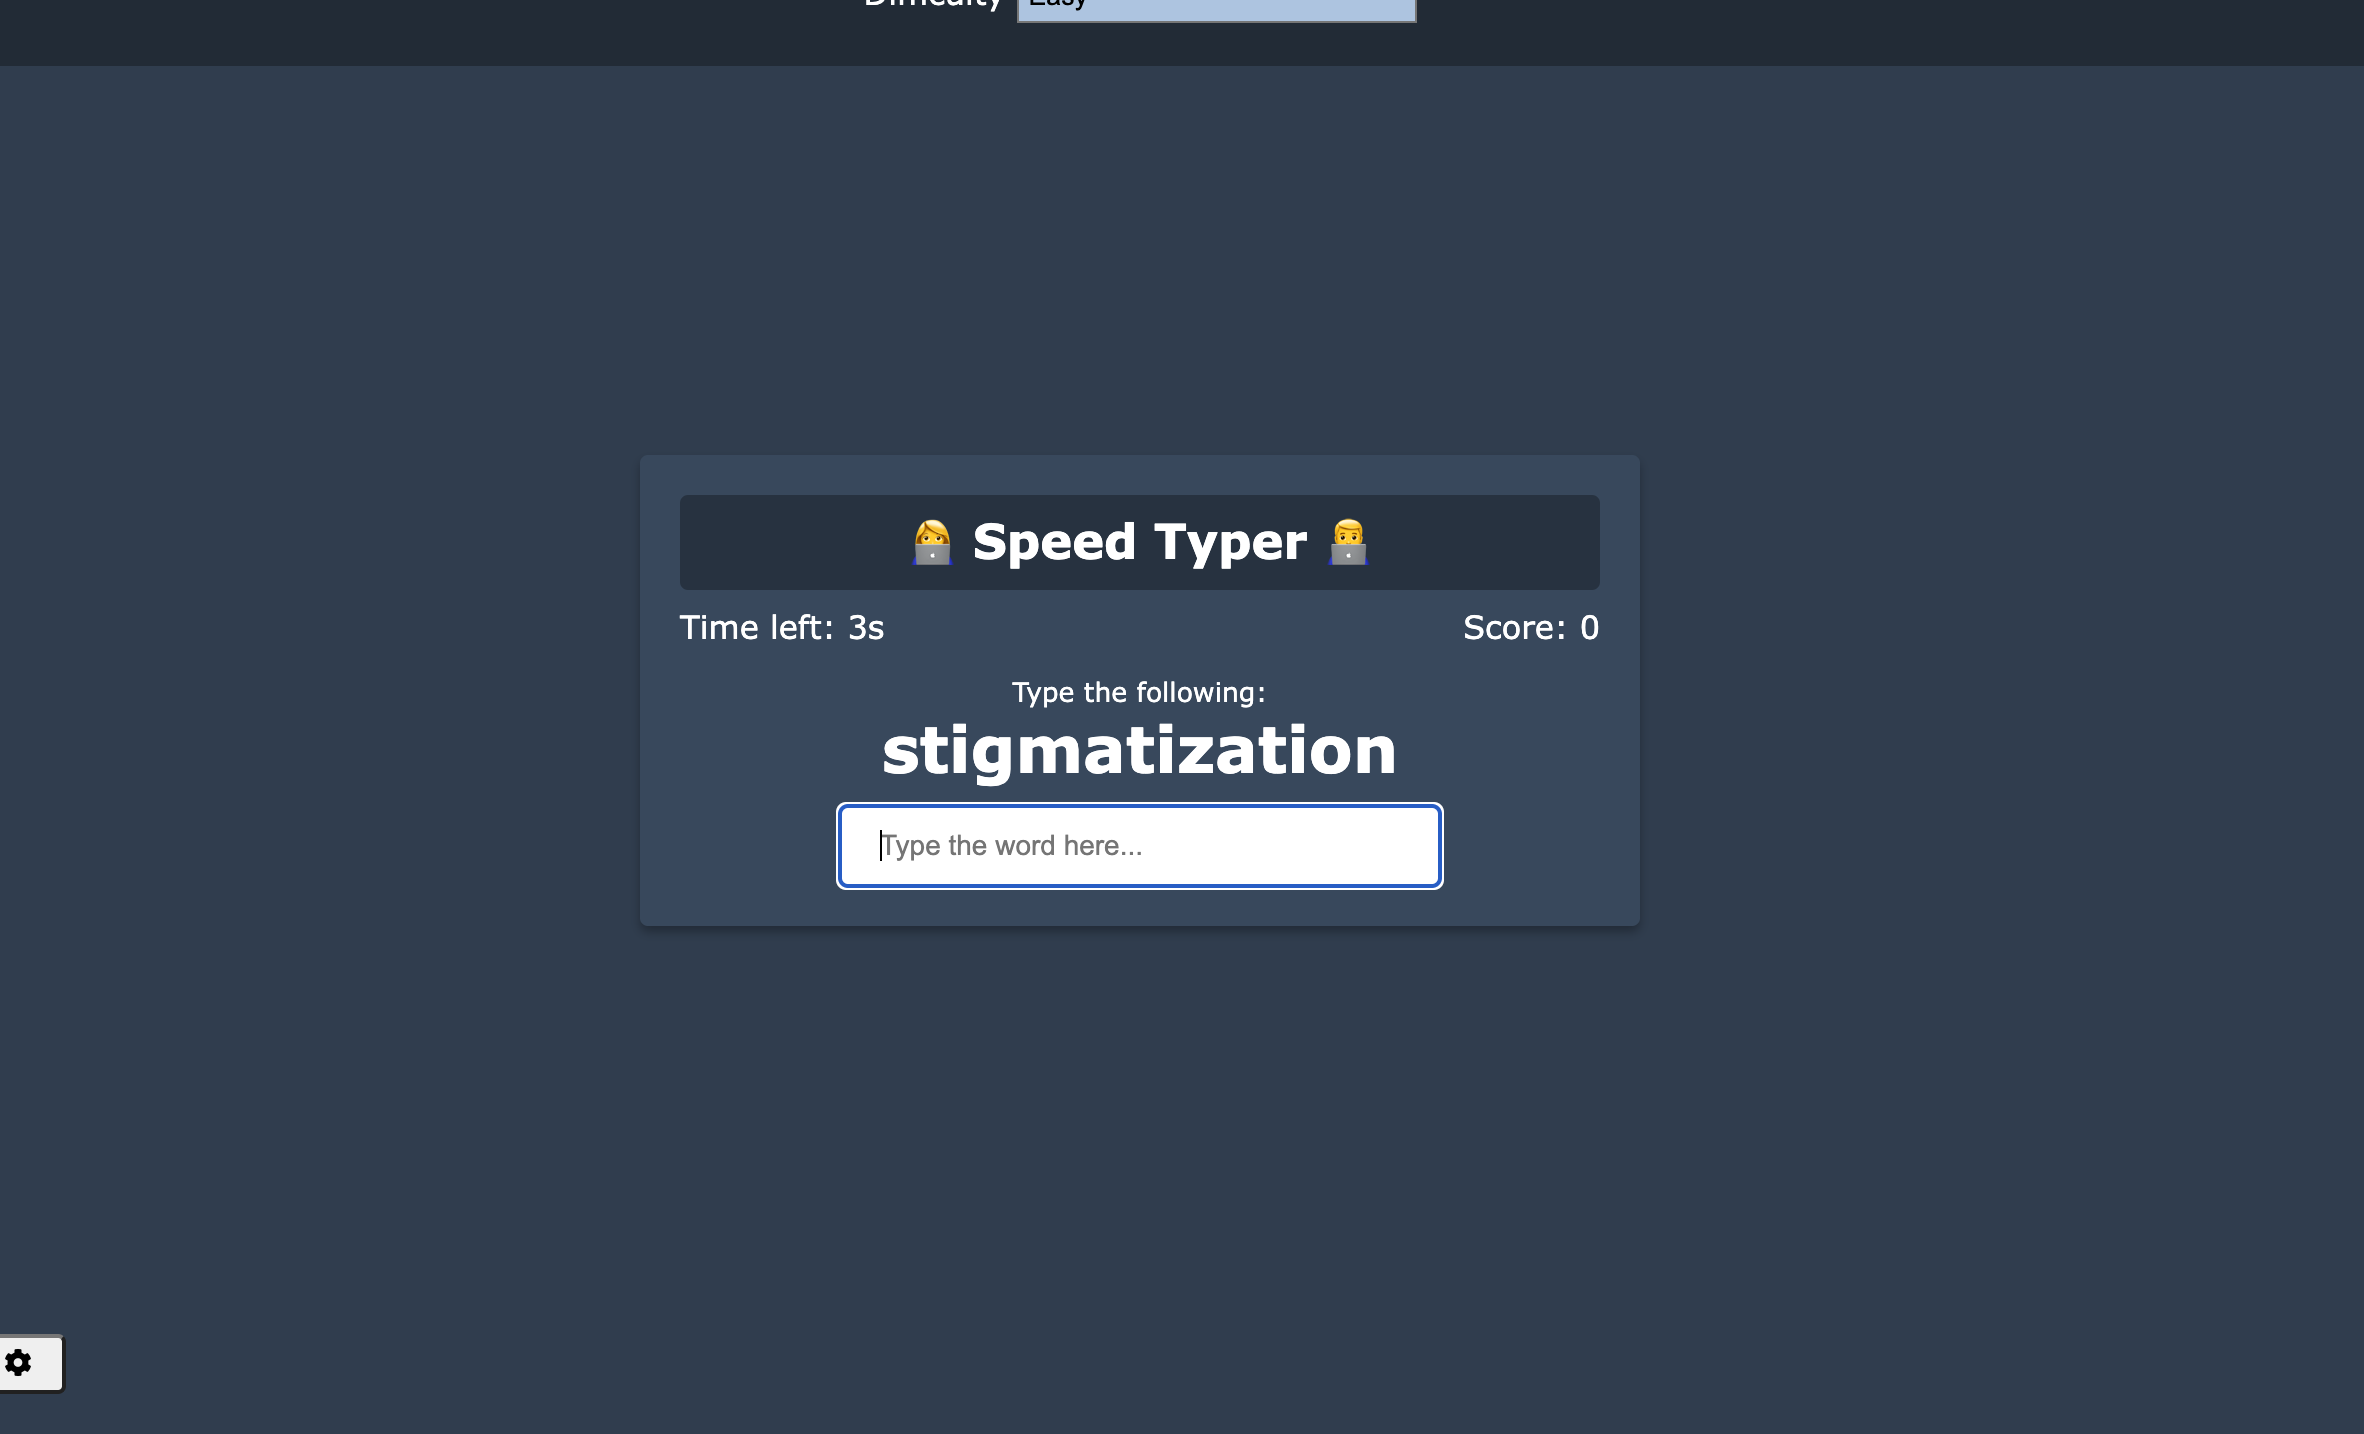 Difficulty Easy
Speed Typer
Time left: 3s Score: 0
Type the following:
stigmatization
Type the word here...